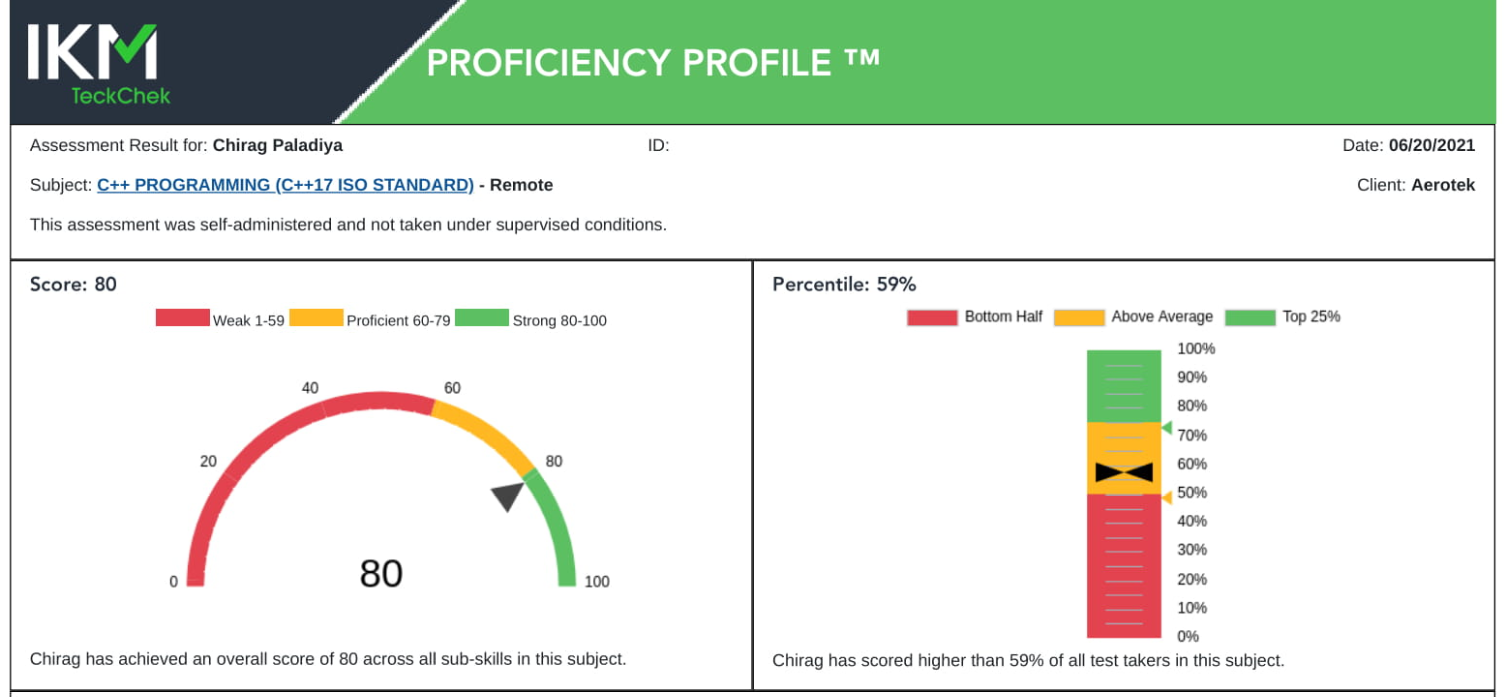 IKM
TeckChek
PROFICIENCY PROFILE ™
Assessment Result for: Chirag Paladiya ID: Date: 06/20/2021
Subject: C++ PROGRAMMING (C++17 ISO STANDARD) - Remote Client: Aerotek
This assessment was self-administered and not taken under supervised conditions.
Score: 80
Weak 1-59 Proficient 60-79 Strong 80-100
40 60
20 80
0 80 100
Chirag has achieved an overall score of 80 across all sub-skills in this subject.
Percentile: 59%
Bottom Half Above Average Top 25%
100%
90%
80%
70%
60%
50%
40%
30%
20%
10%
0%
Chirag has scored higher than 59% of all test takers in this subject.